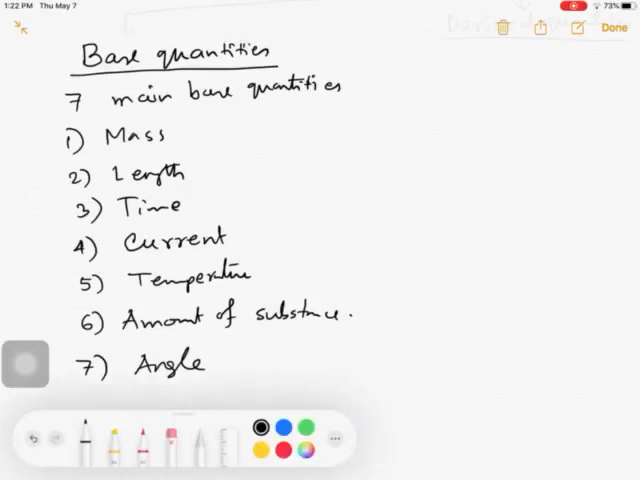 1:22 PM Thu May 7
73%
Done
Base quantities
7 main base quantities
1) Mass
2) Length
3) Time
4) Current
5) Temperature
6) Amount of substance.
7) Angle